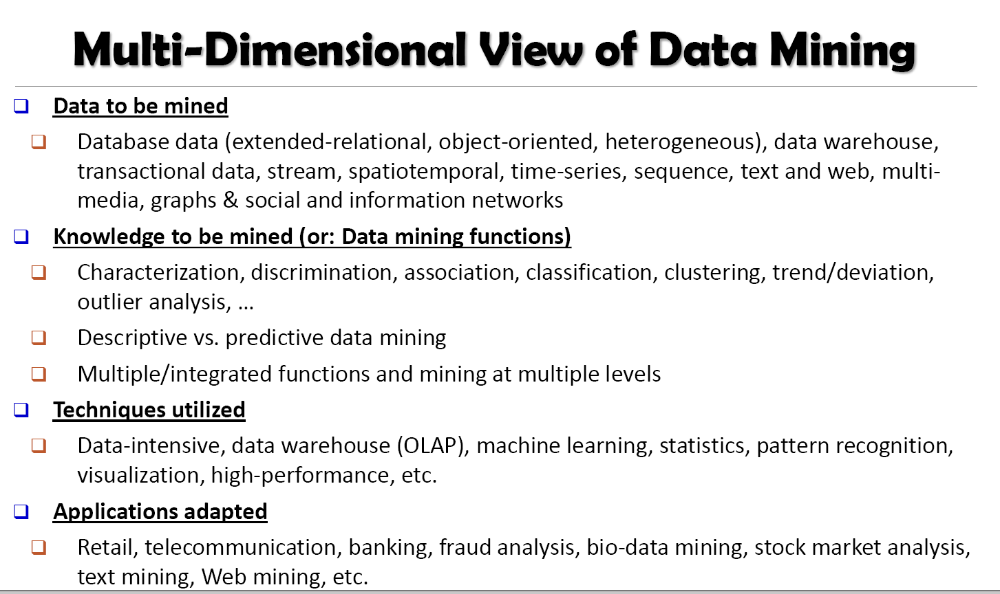 Multi-Dimensional View of Data Mining
Data to be mined
Database data (extended-relational, object-oriented, heterogeneous), data warehouse,
transactional data, stream, spatiotemporal, time-series, sequence, text and web, multi-
media, graphs & social and information networks
Knowledge to be mined (or: Data mining functions)
Characterization, discrimination, association, classification, clustering, trend/deviation,
outlier analysis, …
Descriptive vs. predictive data mining
Multiple/integrated functions and mining at multiple levels
Techniques utilized
Data-intensive, data warehouse (OLAP), machine learning, statistics, pattern recognition,
visualization, high-performance, etc.
Applications adapted
Retail, telecommunication, banking, fraud analysis, bio-data mining, stock market analysis,
text mining, Web mining, etc.